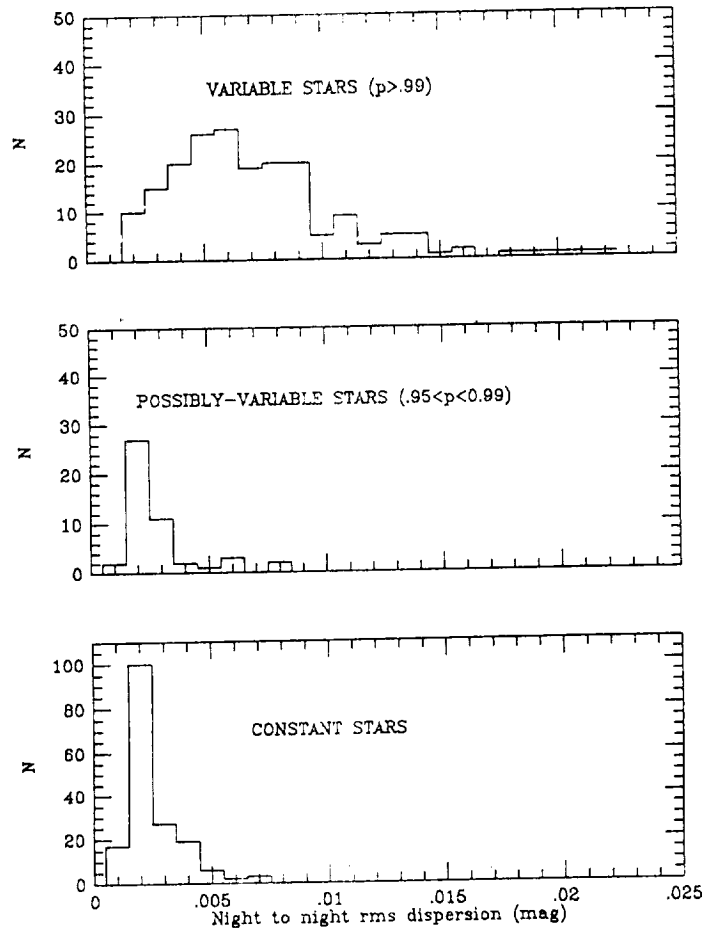 50
40
30
20
10
0
N
VARIABLE STARS (p>.99)
50
40
30
20
10
0
N
POSSIBLY-VARIABLE STARS (.95<p<0.99)
100
80
60
40
20
0
N
CONSTANT STARS
0 .005 .01 .015 .02 .025
Night to night rms dispersion (mag)